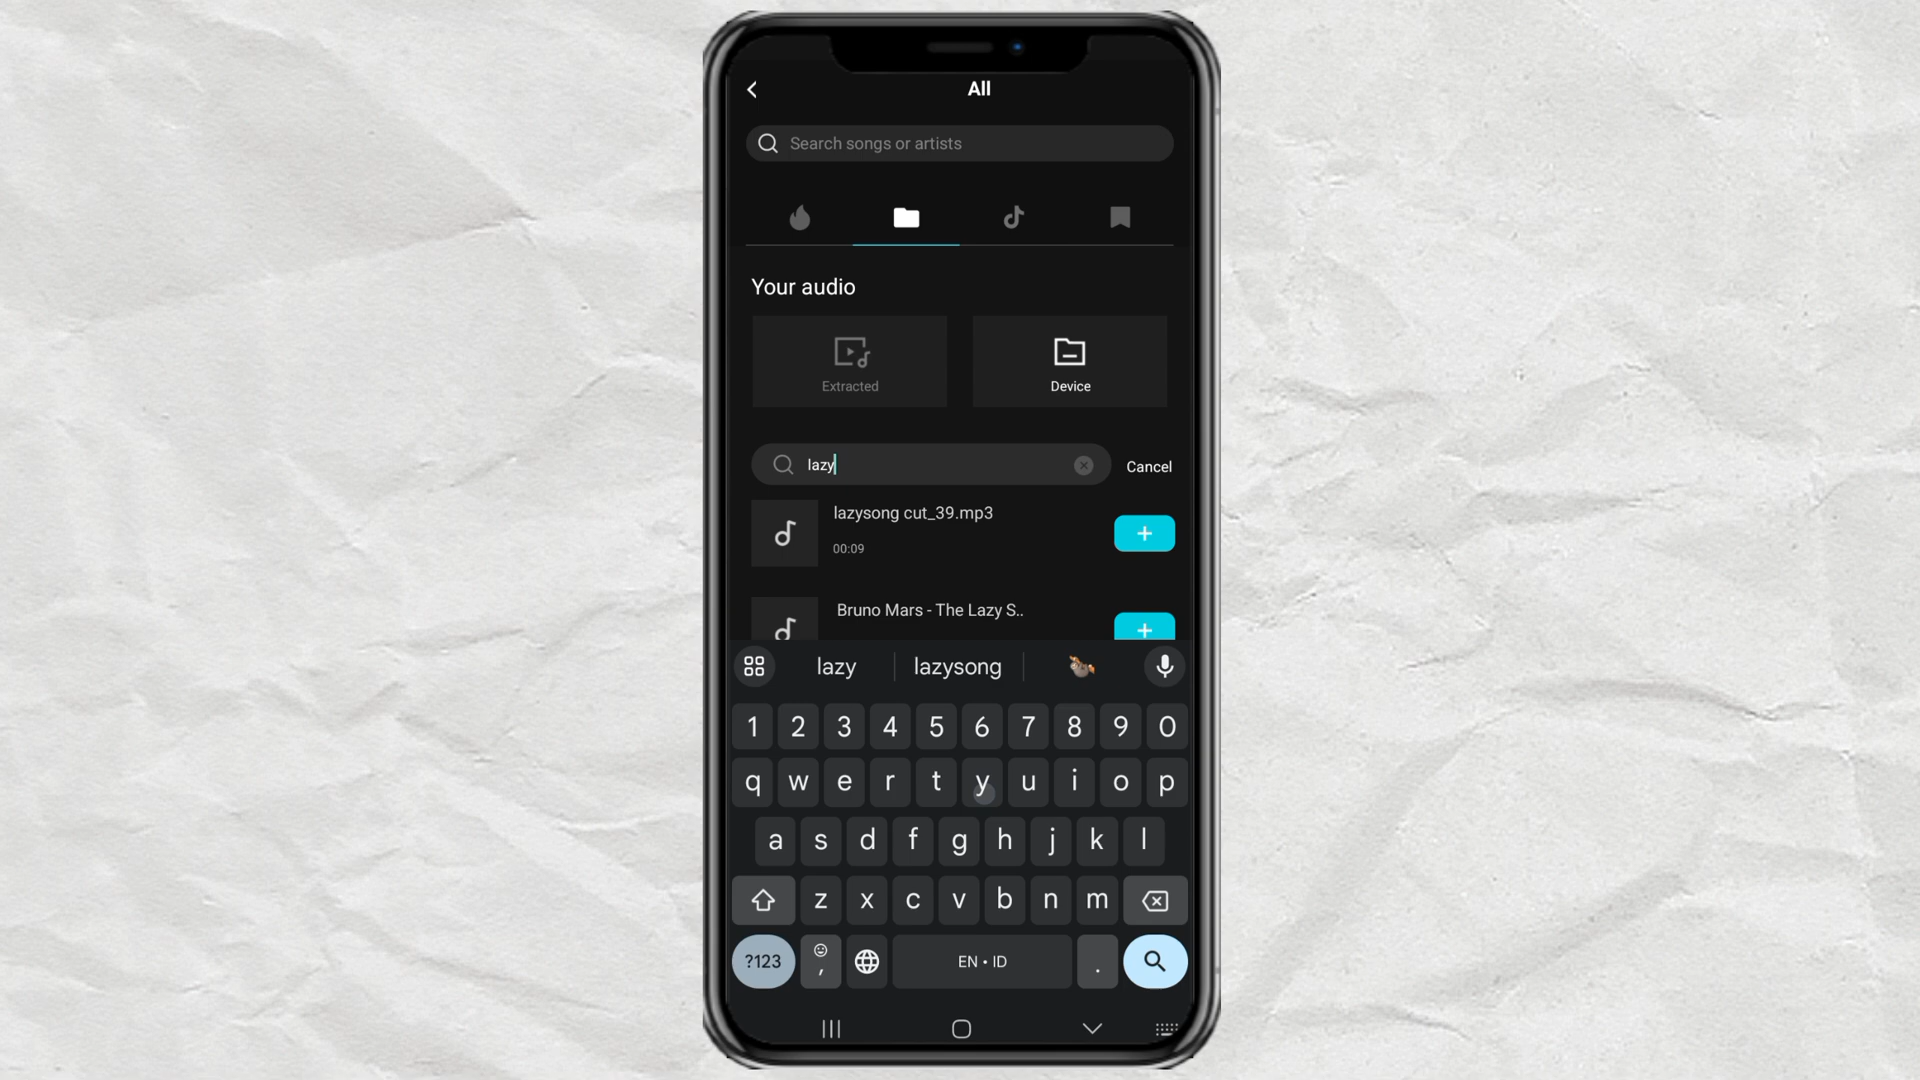 All
Search songs or artists
Your audio
Extracted
Device
lazy
Cancel
lazysong cut_39.mp3
00:09
Bruno Mars - The Lazy S..
lazy
lazysong
1 2 3 4 5 6 7 8 9 0
q w e r t y u i o p
a s d f g h j k l
z x c v b n m
?123 , EN • ID .